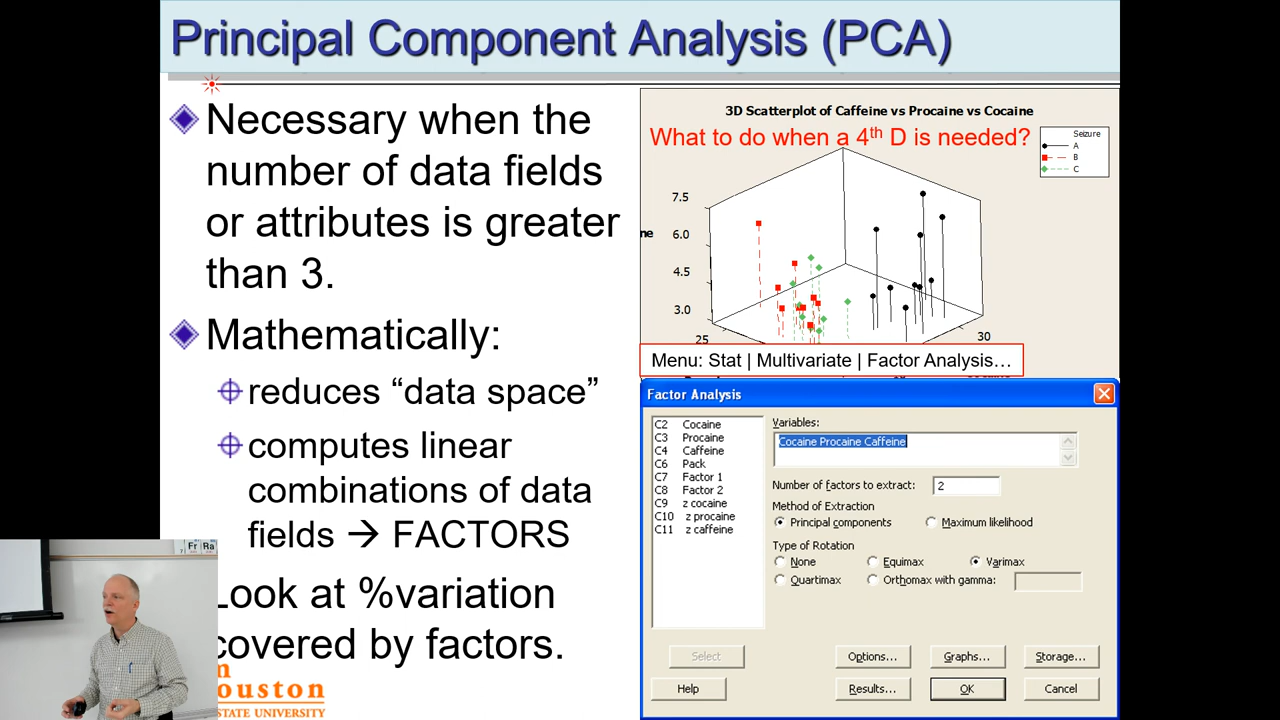 Principal Component Analysis (PCA)
Necessary when the
number of data fields
or attributes is greater
than 3.
Mathematically:
reduces “data space”
computes linear
combinations of data
fields → FACTORS
Look at %variation
covered by factors.
ouston
STATE UNIVERSITY
Fr Ra
3D Scatterplot of Caffeine vs Procaine vs Cocaine
What to do when a 4th D is needed?
Seizure
A
B
C
7.5
6.0
4.5
3.0
ne
25
30
Menu: Stat | Multivariate | Factor Analysis…
Factor Analysis
C2 Cocaine
C3 Procaine
C4 Caffeine
C6 Pack
C7 Factor 1
C8 Factor 2
C9 z cocaine
C10 z procaine
C11 z caffeine
Variables:
Cocaine Procaine Caffeine
Number of factors to extract: 2
Method of Extraction
Principal components Maximum likelihood
Type of Rotation
None Equimax Varimax
Quartimax Orthomax with gamma:
Select Options... Graphs... Storage...
Help Results... OK Cancel